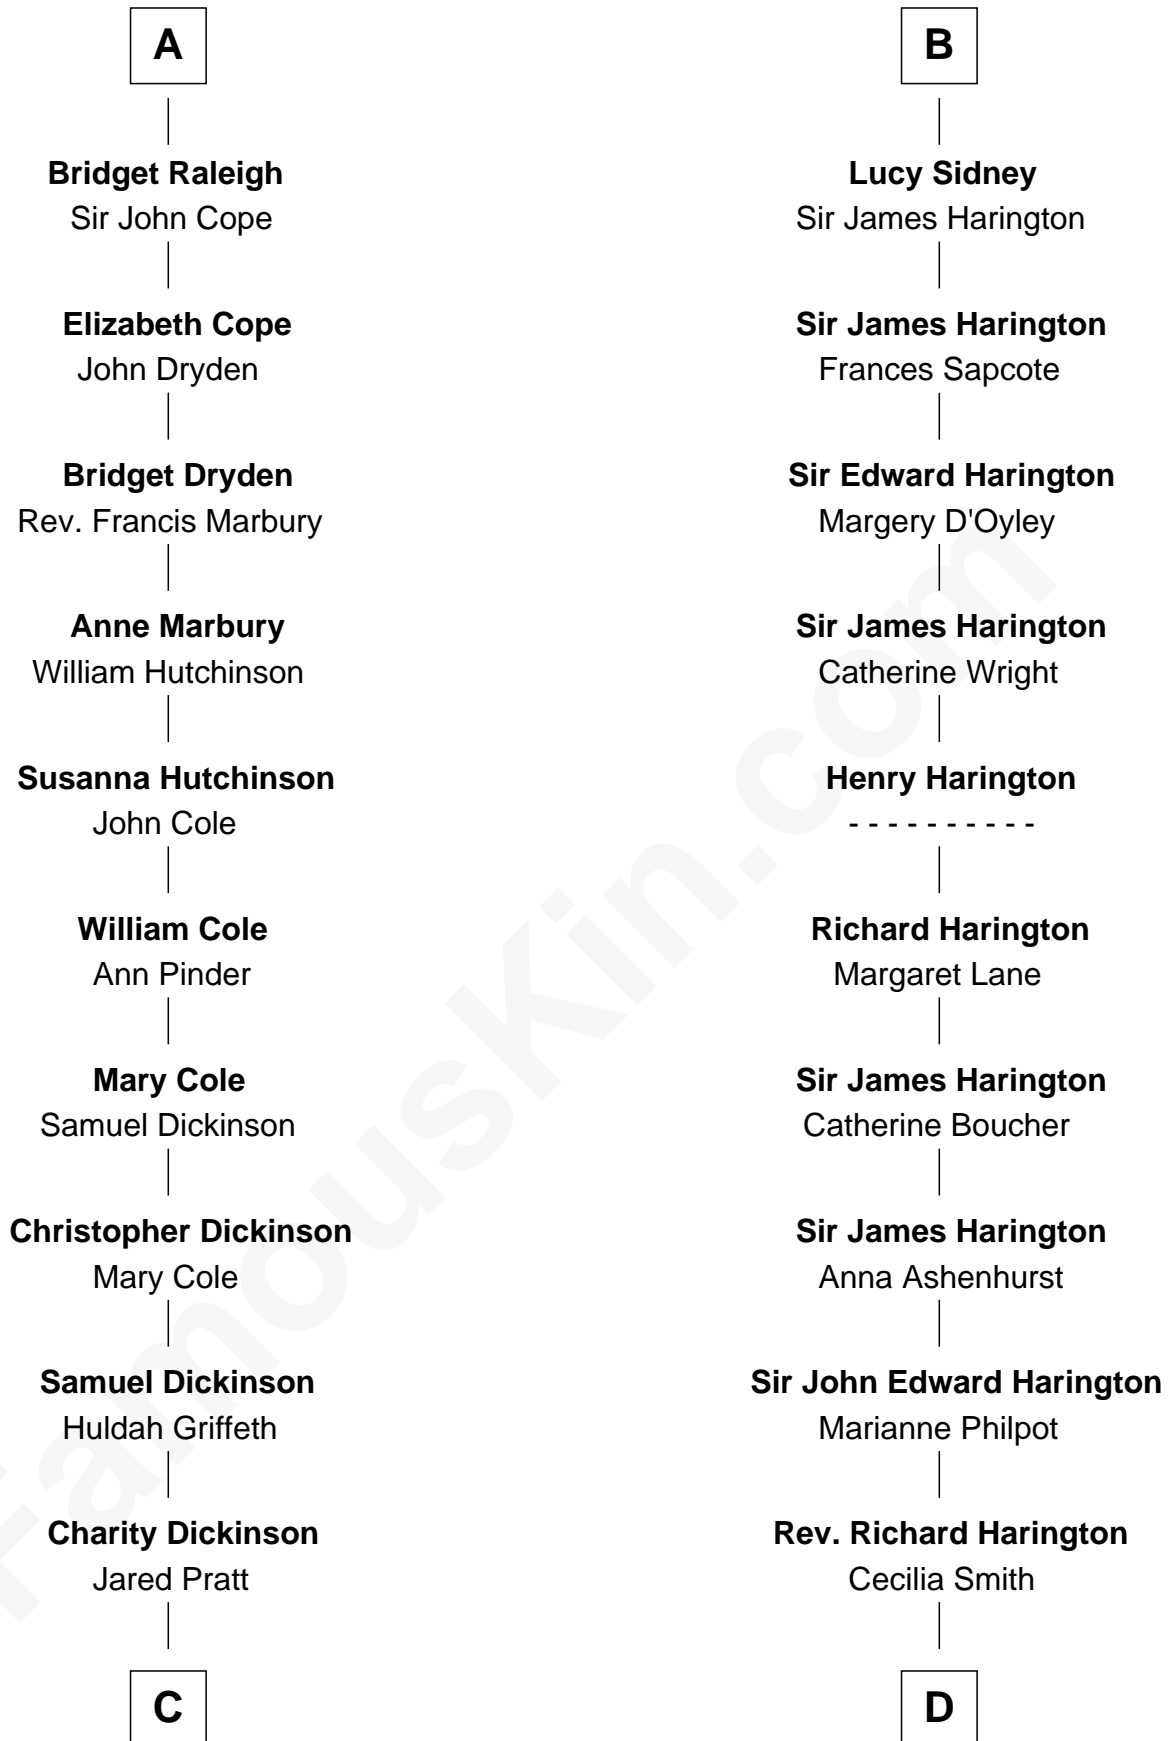 A
Bridget Raleigh
Sir John Cope
Elizabeth Cope
John Dryden
Bridget Dryden
Rev. Francis Marbury
Anne Marbury
William Hutchinson
Susanna Hutchinson
John Cole
William Cole
Ann Pinder
Mary Cole
Samuel Dickinson
Christopher Dickinson
Mary Cole
Samuel Dickinson
Huldah Griffeth
Charity Dickinson
Jared Pratt
C
B
Lucy Sidney
Sir James Harington
Sir James Harington
Frances Sapcote
Sir Edward Harington
Margery D'Oyley
Sir James Harington
Catherine Wright
Henry Harington
- - - - - - - - - -
Richard Harington
Margaret Lane
Sir James Harington
Catherine Boucher
Sir James Harington
Anna Ashenhurst
Sir John Edward Harington
Marianne Philpot
Rev. Richard Harington
Cecilia Smith
D
FamousKin.com